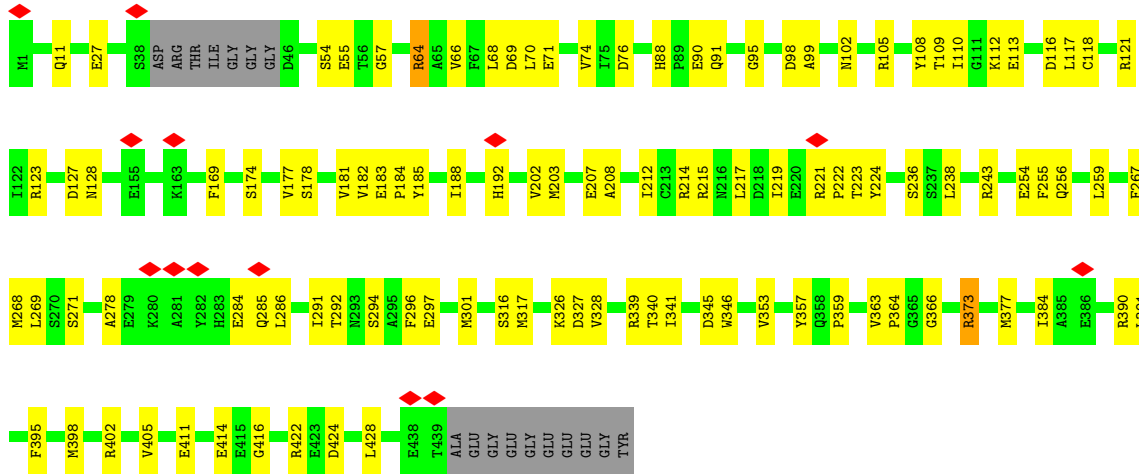 M1 Q11 E27 S38 ASP ARG THR ILE GLY GLY GLY D46 S54 E55 T56 G57 R64 A65 V66 F67 L68 D69 L70 E71 V74 I75 D76 H88 P89 E90 Q91 G95 D98 A99 N102 R105 Y108 T109 I110 G111 K112 E113 D116 L117 C118 R121
I122 R123 D127 N128 E155 K163 F169 S174 V177 S178 V181 V182 E183 P184 Y185 I188 H192 V202 M203 E207 A208 I212 C213 R214 R215 N216 L217 D218 I219 E220 R221 P222 T223 Y224 S236 S237 L238 R243 E254 F255 Q256 L259
M268 L269 S270 S271 A278 E279 K280 A281 Y282 H283 E284 Q285 L286 I291 T292 N293 S294 A295 F296 E297 M301 S316 M317 K326 D327 V328 R339 T340 I341 D345 W346 V353 Y357 Q358 P359 V363 P364 G365 G366 R373 M377 I384 A385 E386 R390
F395 M398 R402 V405 E411 E414 E415 G416 R422 E423 D424 L428 E438 T439 ALA GLU GLY GLU GLY GLU GLU GLU GLY TYR